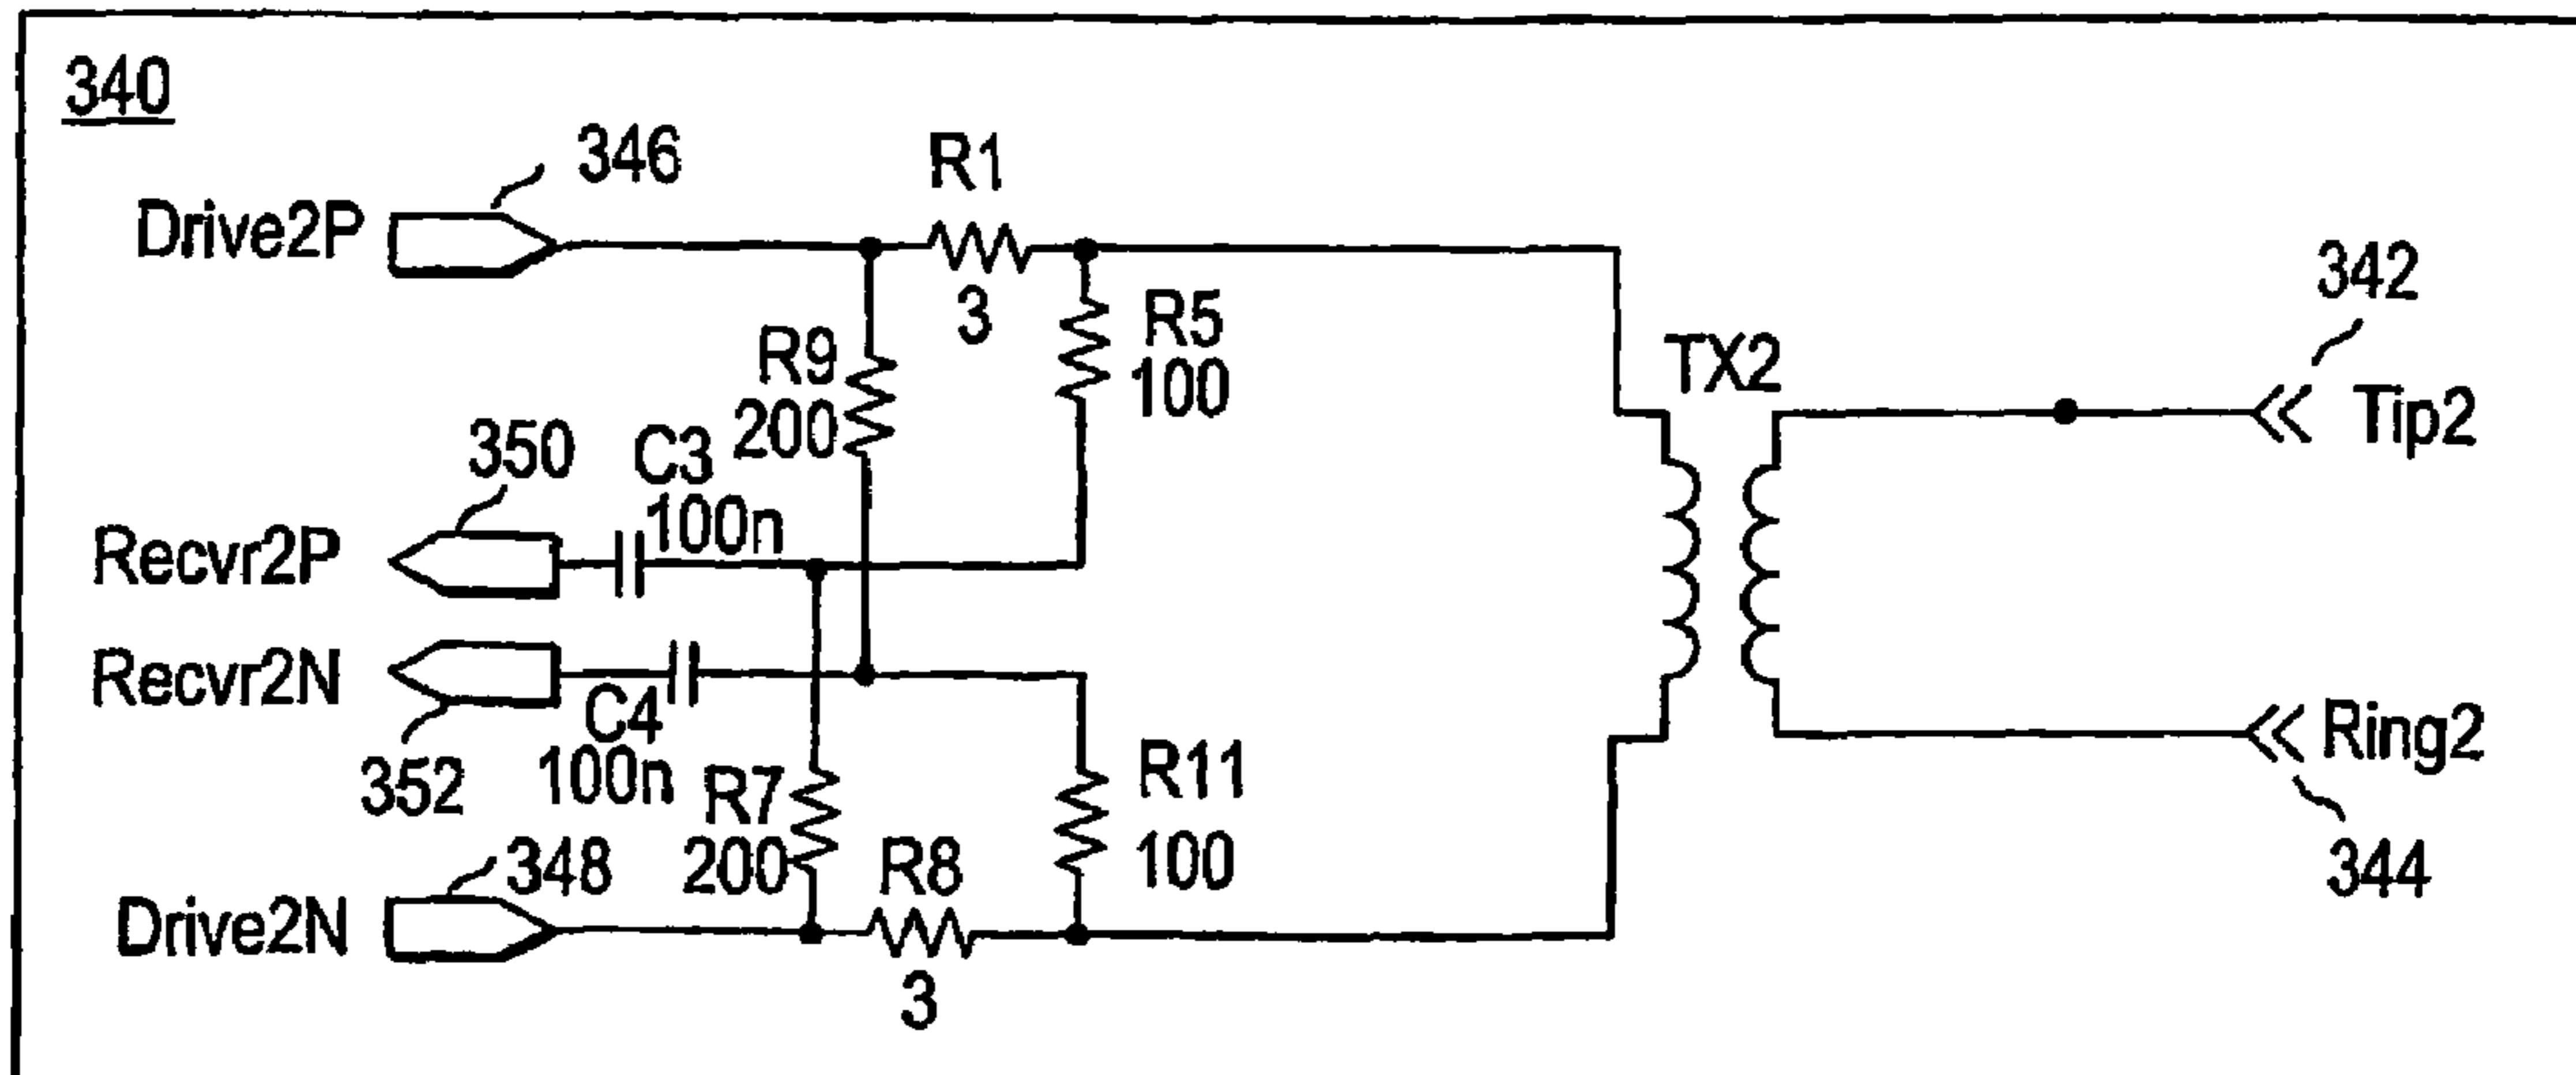 340
346
Drive2P
R1
3
R5
100
R9
200
TX2
342
Tip2
350
C3
100n
Recvr2P
Recvr2N
352
C4
100n
R7
200
R11
100
R8
3
348
Drive2N
Ring2
344